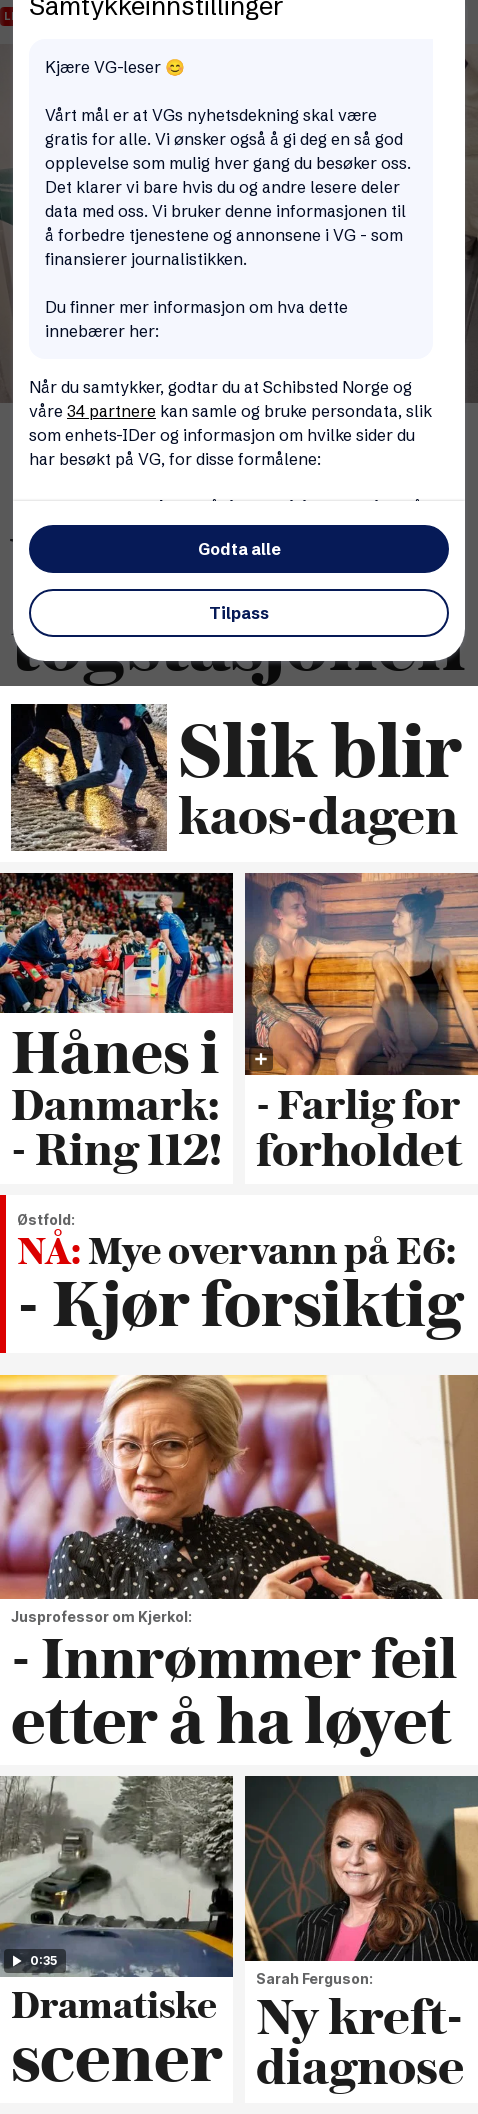 Samtykkeinnstillinger
Kjære VG-leser 😊
Vårt mål er at VGs nyhetsdekning skal være
gratis for alle. Vi ønsker også å gi deg en så god
opplevelse som mulig hver gang du besøker oss.
Det klarer vi bare hvis du og andre lesere deler
data med oss. Vi bruker denne informasjonen til
å forbedre tjenestene og annonsene i VG - som
finansierer journalistikken.
Du finner mer informasjon om hva dette
innebærer her:
Når du samtykker, godtar du at Schibsted Norge og
våre 34 partnere kan samle og bruke persondata, slik
som enhets-IDer og informasjon om hvilke sider du
har besøkt på VG, for disse formålene:
Godta alle
Tilpass
togstasjonen
Slik blir
kaos-dagen
Hånes i
Danmark:
- Ring 112!
- Farlig for
forholdet
Østfold:
NÅ: Mye overvann på E6:
- Kjør forsiktig
Jusprofessor om Kjerkol:
- Innrømmer feil
etter å ha løyet
0:35
Dramatiske
scener
Sarah Ferguson:
Ny kreft-
diagnose